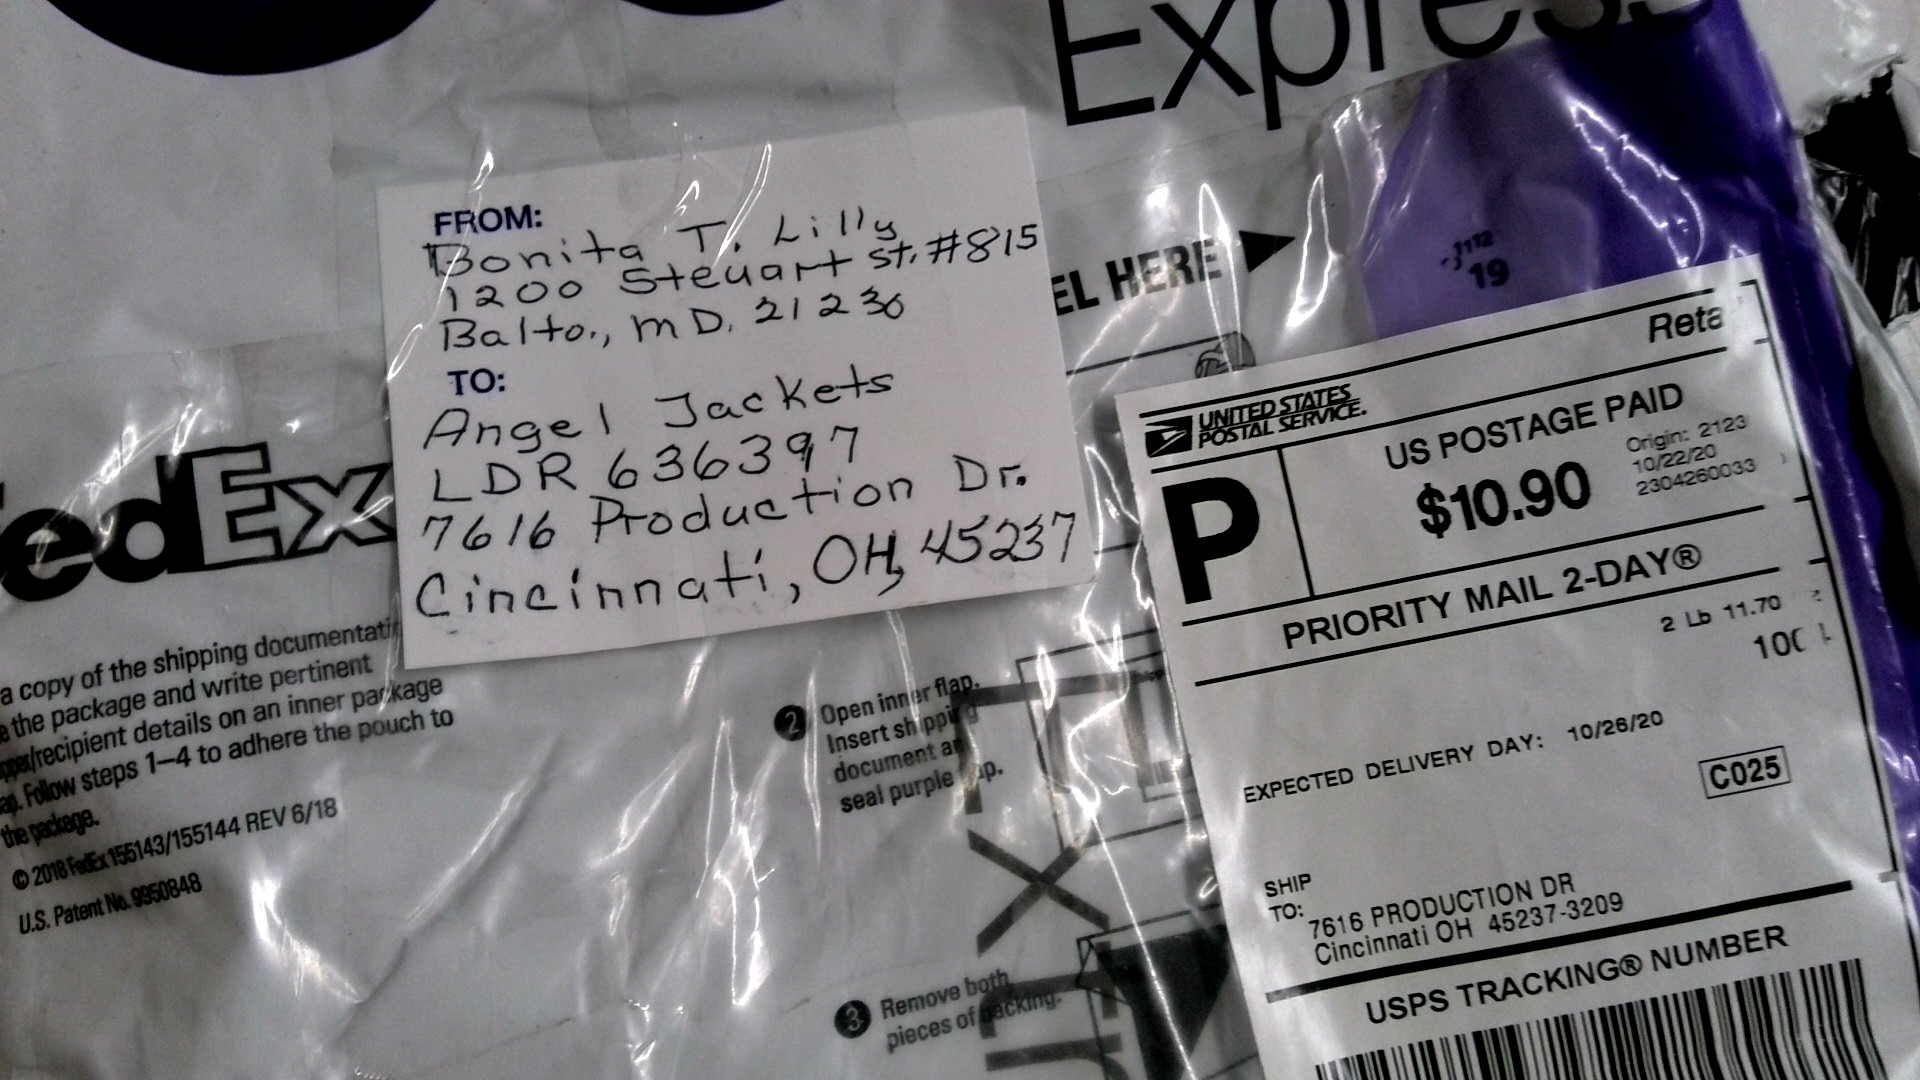 Express
FROM:
Bonita T. Lilly
1200 Steuart St. #815
Balto., MD. 21230
TO:
Angel Jackets
LDR 636397
7616 Production Dr.
Cincinnati, OH, 45237
EL HERE
19
edEx
a copy of the shipping documentati
the package and write pertinent
/recipient details on an inner package
Follow steps 1–4 to adhere the pouch to
the package.
© 2018 FedEx 155143/155144 REV 6/18
U.S. Patent No. 9950848
2 Open inner flap.
Insert shipping
document a
seal purple
3 Remove both
pieces of backing.
Reta
UNITED STATES
POSTAL SERVICE.
P
US POSTAGE PAID
$10.90
Origin: 2123
10/22/20
2304260033
PRIORITY MAIL 2-DAY®
2 Lb 11.70
EXPECTED DELIVERY DAY: 10/26/20
C025
SHIP
TO:
7616 PRODUCTION DR
Cincinnati OH 45237-3209
USPS TRACKING® NUMBER